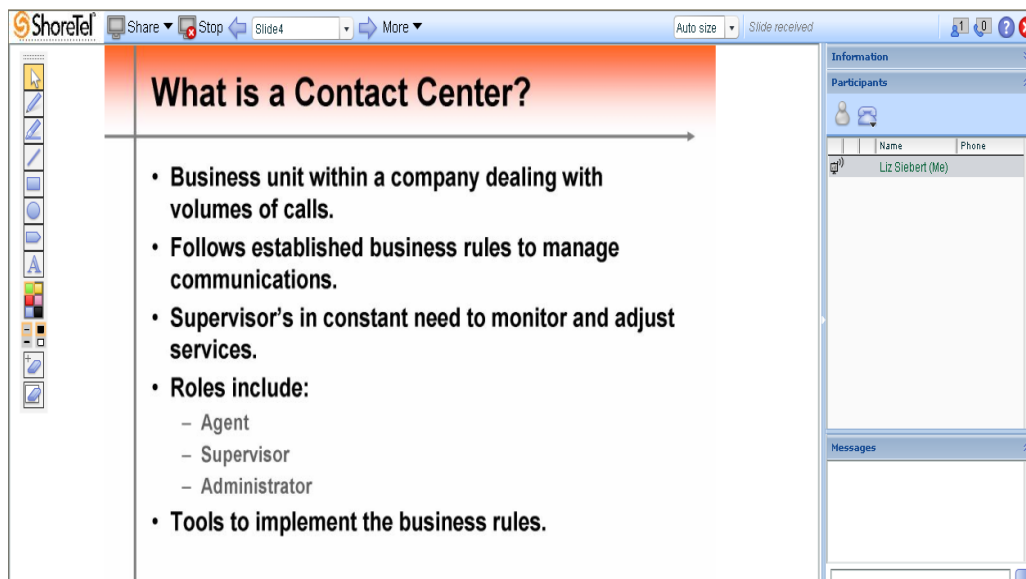 ShoreTel Share Stop Slide4 More Auto size Slide received 1 0 ?
Information
Participants
Name Phone
Liz Siebert (Me)
What is a Contact Center?
• Business unit within a company dealing with
volumes of calls.
• Follows established business rules to manage
communications.
• Supervisor's in constant need to monitor and adjust
services.
• Roles include:
– Agent
– Supervisor
– Administrator
• Tools to implement the business rules.
A
Messages